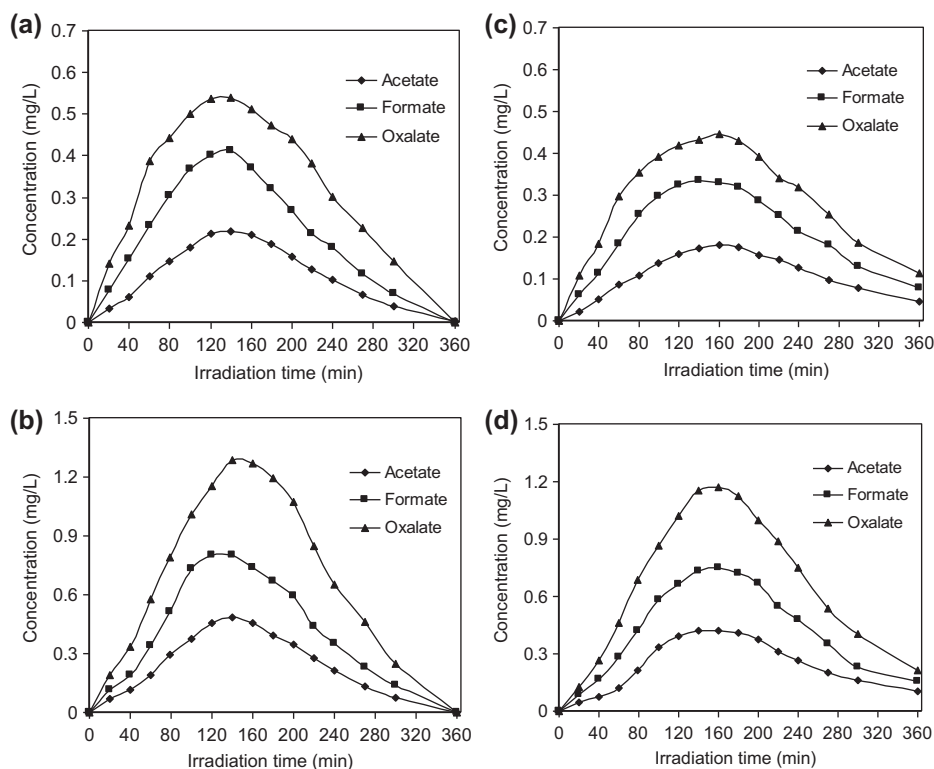 (a)
Concentration (mg/L)
0.7
0.6
0.5
0.4
0.3
0.2
0.1
0
0 40 80 120 160 200 240 280 320 360
Irradiation time (min)
Acetate
Formate
Oxalate
(c)
Concentration (mg/L)
0.7
0.6
0.5
0.4
0.3
0.2
0.1
0
0 40 80 120 160 200 240 280 320 360
Irradiation time (min)
Acetate
Formate
Oxalate
(b)
Concentration (mg/L)
1.5
1.2
0.9
0.6
0.3
0
0 40 80 120 160 200 240 280 320 360
Irradiation time (min)
Acetate
Formate
Oxalate
(d)
Concentration (mg/L)
1.5
1.2
0.9
0.6
0.3
0
0 40 80 120 160 200 240 280 320 360
Irradiation time (min)
Acetate
Formate
Oxalate